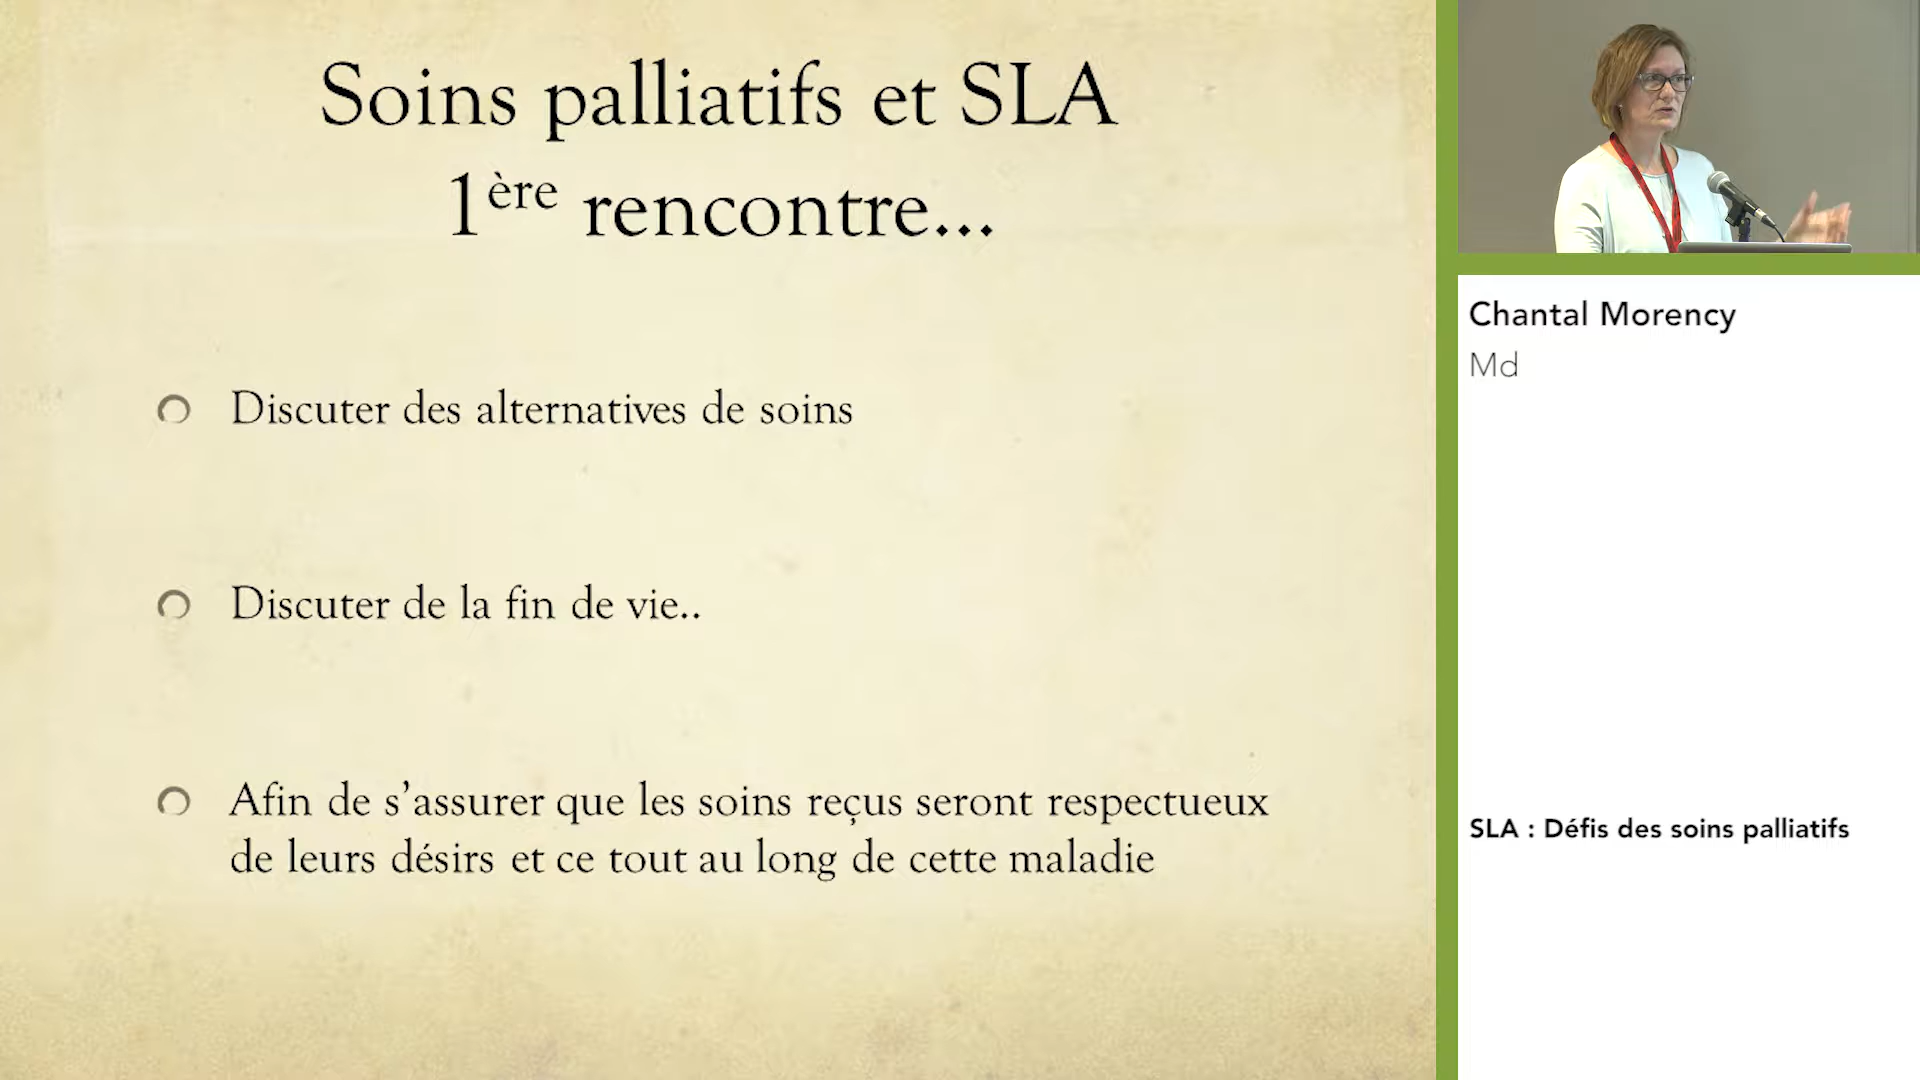 Soins palliatifs et SLA
1ère rencontre...
Discuter des alternatives de soins
Discuter de la fin de vie..
Afin de s’assurer que les soins reçus seront respectueux
de leurs désirs et ce tout au long de cette maladie
Chantal Morency
Md
SLA : Défis des soins palliatifs